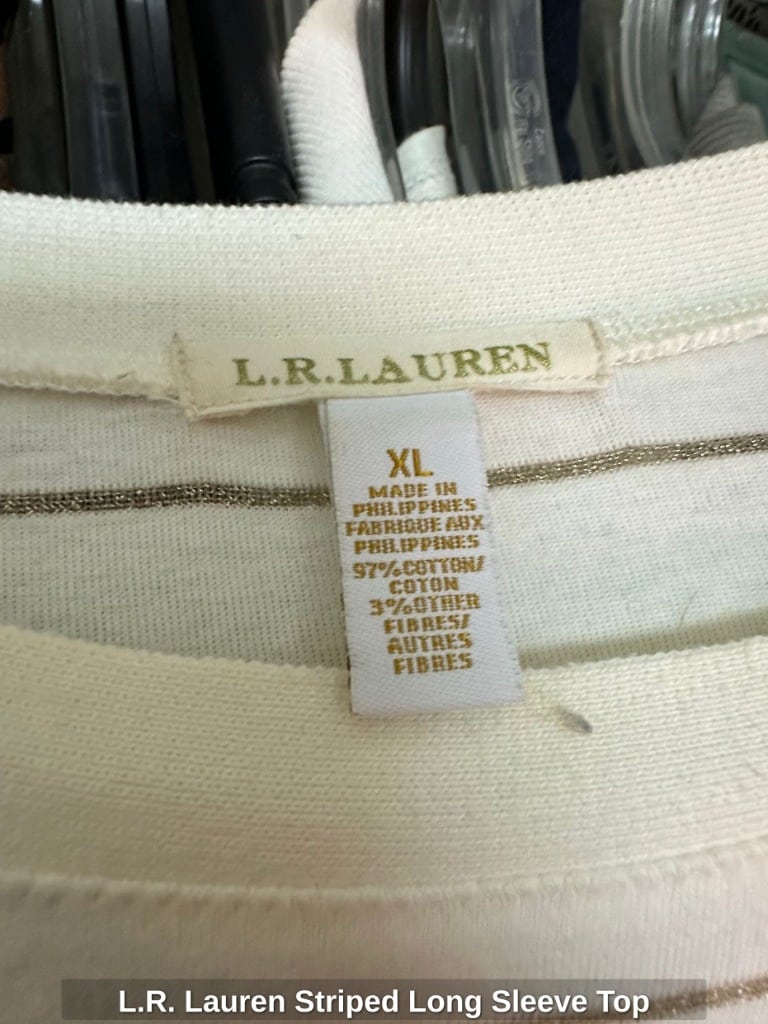 L.R.LAUREN
XL
MADE IN
PHILIPPINES
FABRIQUE AUX
PHILIPPINES
97%COTTON/
COTON
3%OTHER
FIBRES/
AUTRES
FIBRES
L.R. Lauren Striped Long Sleeve Top